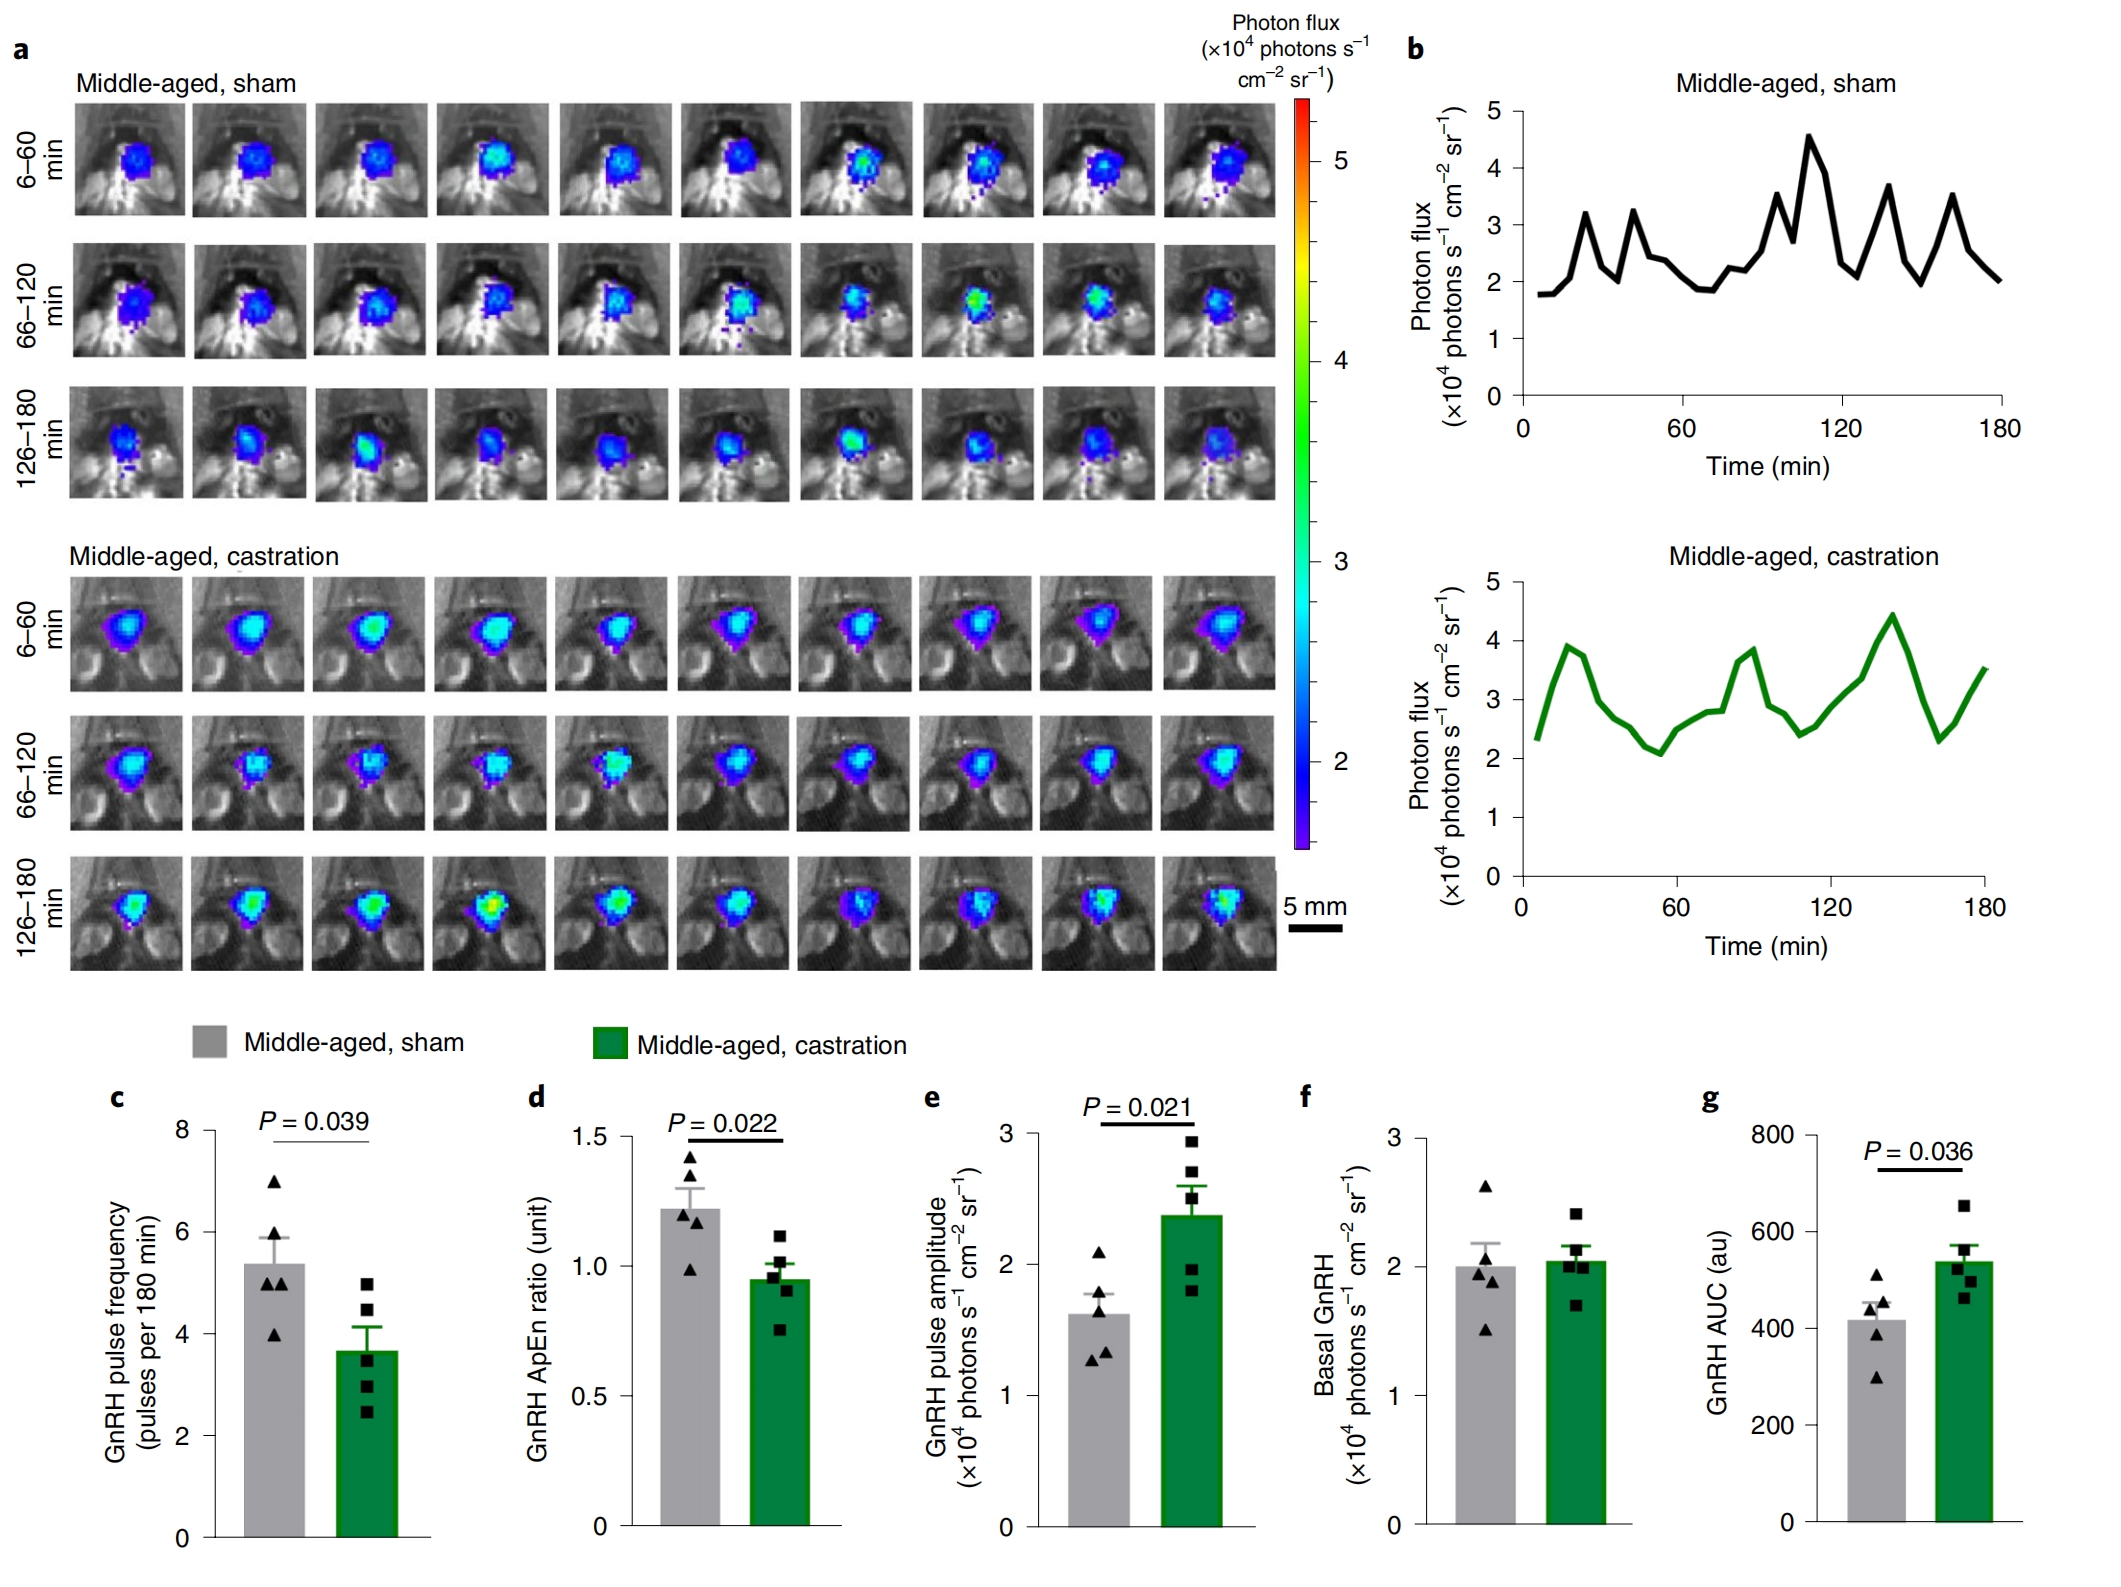 a
Photon flux
(×10⁴ photons s⁻¹
cm⁻² sr⁻¹)
Middle-aged, sham
6–60
min
66–120
min
126–180
min
5
4
3
2
Middle-aged, castration
6–60
min
66–120
min
126–180
min
5 mm
b
Middle-aged, sham
Photon flux
(×10⁴ photons s⁻¹ cm⁻² sr⁻¹)
5
4
3
2
1
0
0 60 120 180
Time (min)
Middle-aged, castration
Photon flux
(×10⁴ photons s⁻¹ cm⁻² sr⁻¹)
5
4
3
2
1
0
0 60 120 180
Time (min)
Middle-aged, sham
Middle-aged, castration
c
P = 0.039
GnRH pulse frequency
(pulses per 180 min)
8
6
4
2
0
d
P = 0.022
GnRH ApEn ratio (unit)
1.5
1.0
0.5
0
e
P = 0.021
GnRH pulse amplitude
(×10⁴ photons s⁻¹ cm⁻² sr⁻¹)
3
2
1
0
f
Basal GnRH
(×10⁴ photons s⁻¹ cm⁻² sr⁻¹)
3
2
1
0
g
P = 0.036
GnRH AUC (au)
800
600
400
200
0